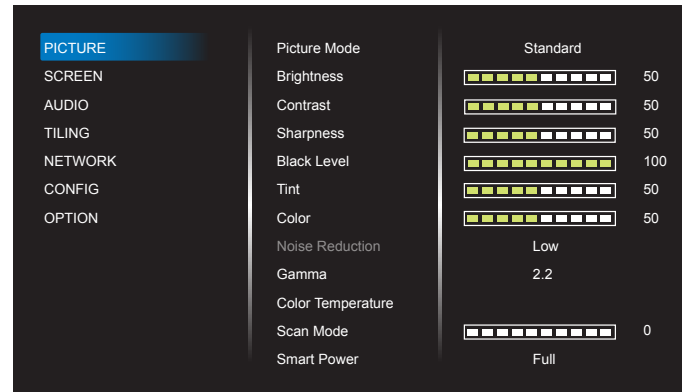 PICTURE
SCREEN
AUDIO
TILING
NETWORK
CONFIG
OPTION
Picture Mode Standard
Brightness 50
Contrast 50
Sharpness 50
Black Level 100
Tint 50
Color 50
Noise Reduction Low
Gamma 2.2
Color Temperature
Scan Mode 0
Smart Power Full